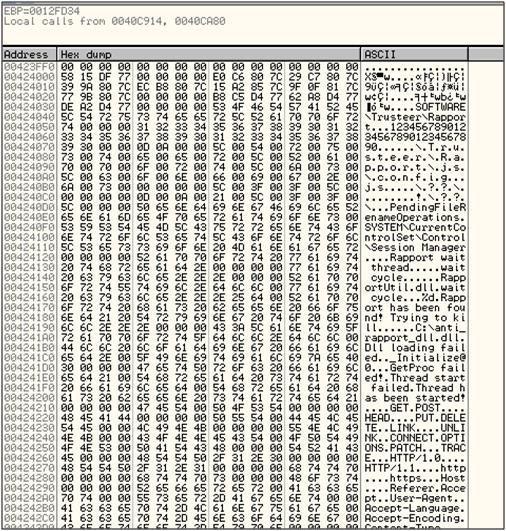 EBP=0012FD34
Local calls from 0040C914, 0040CA80
Address Hex dump ASCII
00423FF0 00 00 00 00 00 00 00 00 00 00 00 00 00 00 00 00 ................
00424000 58 15 DF 77 00 00 00 00 E0 C6 80 7C 29 C7 80 7C
00424010 39 9A 80 7C EC B8 80 7C 15 A2 85 7C 9F 0F 81 7C
00424020 77 9B 80 7C 00 00 00 00 B8 C5 D4 77 62 A8 D4 77
00424030 DE A2 D4 77 00 00 00 00 53 4F 46 54 57 41 52 45 ▐ó╘w....SOFTWARE
00424040 5C 54 72 75 73 74 65 65 72 5C 52 61 70 70 6F 72 \Trusteer\Rappor
00424050 74 00 00 00 31 32 33 34 35 36 37 38 39 30 31 32 t...123456789012
00424060 33 34 35 36 37 38 39 30 31 32 33 34 35 36 37 38 3456789012345678
00424070 39 30 00 00 0D 00 0A 00 5C 00 54 00 72 00 75 00 90......\.T.r.u.
00424080 73 00 74 00 65 00 65 00 72 00 5C 00 52 00 61 00 s.t.e.e.r.\.R.a.
00424090 70 00 70 00 6F 00 72 00 74 00 5C 00 6A 00 73 00 p.p.o.r.t.\.j.s.
004240A0 5C 00 63 00 6F 00 6E 00 66 00 69 00 67 00 2E 00 \.c.o.n.f.i.g...
004240B0 6A 00 73 00 00 00 00 00 5C 00 3F 00 3F 00 5C 00 j.s.....\.?.?.\.
004240C0 00 00 00 00 0D 00 0A 00 21 00 5C 00 3F 00 3F 00 ........!.\.?.?.
004240D0 5C 00 00 00 50 65 6E 64 69 6E 67 46 69 6C 65 52 \...PendingFileR
004240E0 65 6E 61 6D 65 4F 70 65 72 61 74 69 6F 6E 73 00 enameOperations.
004240F0 53 59 53 54 45 4D 5C 43 75 72 72 65 6E 74 43 6F SYSTEM\CurrentCo
00424100 6E 74 72 6F 6C 53 65 74 5C 43 6F 6E 74 72 6F 6C ntrolSet\Control
00424110 5C 53 65 73 73 69 6F 6E 20 4D 61 6E 61 67 65 72 \Session Manager
00424120 00 00 00 00 52 61 70 70 6F 72 74 20 77 61 69 74 ....Rapport wait
00424130 20 74 68 72 65 61 64 2E 00 00 00 00 77 61 69 74 thread.....wait
00424140 20 63 79 63 6C 65 2E 2E 2E 00 00 00 52 61 70 70 cycle......Rapp
00424150 6F 72 74 55 74 69 6C 2E 64 6C 6C 00 77 61 69 74 ortUtil.dll.wait
00424160 20 63 79 63 6C 65 2E 2E 2E 25 64 00 52 61 70 70 cycle...%d.Rapp
00424170 6F 72 74 20 68 61 73 20 62 65 65 6E 20 66 6F 75 ort has been fou
00424180 6E 64 21 20 54 72 79 69 6E 67 20 74 6F 20 6B 69 nd! Trying to ki
00424190 6C 6C 2E 2E 2E 00 00 00 43 3A 5C 61 6E 74 69 5F ll......C:\anti_
004241A0 72 61 70 70 6F 72 74 5F 64 6C 6C 2E 64 6C 6C 00 rapport_dll.dll.
004241B0 44 6C 6C 20 6C 6F 61 64 69 6E 67 20 66 61 69 6C Dll loading fail
004241C0 65 64 2E 00 5F 49 6E 69 74 69 61 6C 69 7A 65 40 ed.._Initialize@
004241D0 30 00 00 00 47 65 74 50 72 6F 63 20 66 61 69 6C 0...GetProc fail
004241E0 65 64 21 00 54 68 72 65 61 64 20 73 74 61 72 74 ed!.Thread start
004241F0 20 66 61 69 6C 65 64 00 54 68 72 65 61 64 20 68 failed.Thread h
00424200 61 73 20 62 65 65 6E 20 73 74 61 72 74 65 64 21 as been started!
00424210 00 00 00 00 47 45 54 00 50 4F 53 54 00 00 00 00 ....GET.POST....
00424220 48 45 41 44 00 00 00 00 50 55 54 00 44 45 4C 45 HEAD....PUT.DELE
00424230 54 45 00 00 4C 49 4E 4B 00 00 00 00 55 4E 4C 49 TE..LINK....UNLI
00424240 4E 4B 00 00 43 4F 4E 4E 45 43 54 00 4F 50 54 49 NK..CONNECT.OPTI
00424250 4F 4E 53 00 50 41 54 43 48 00 00 00 54 52 41 43 ONS.PATCH...TRAC
00424260 45 00 00 00 48 54 54 50 2F 31 2E 30 00 00 00 00 E...HTTP/1.0....
00424270 48 54 54 50 2F 31 2E 31 00 00 00 00 68 74 74 70 HTTP/1.1....http
00424280 48 6F 73 74 Host
00424290 00 00 00 00 52 65 66 65 72 65 72 00 41 63 63 65 ....Referer.Acce
004242A0 70 74 00 00 55 73 65 72 2D 41 67 65 6E 74 00 00 pt..User-Agent..
004242B0 41 63 63 65 70 74 2D 4C 61 6E 67 75 61 67 65 00 Accept-Language.
004242C0 41 63 63 65 70 74 2D 45 6E 63 6F 64 69 6E 67 00 Accept-Encoding.